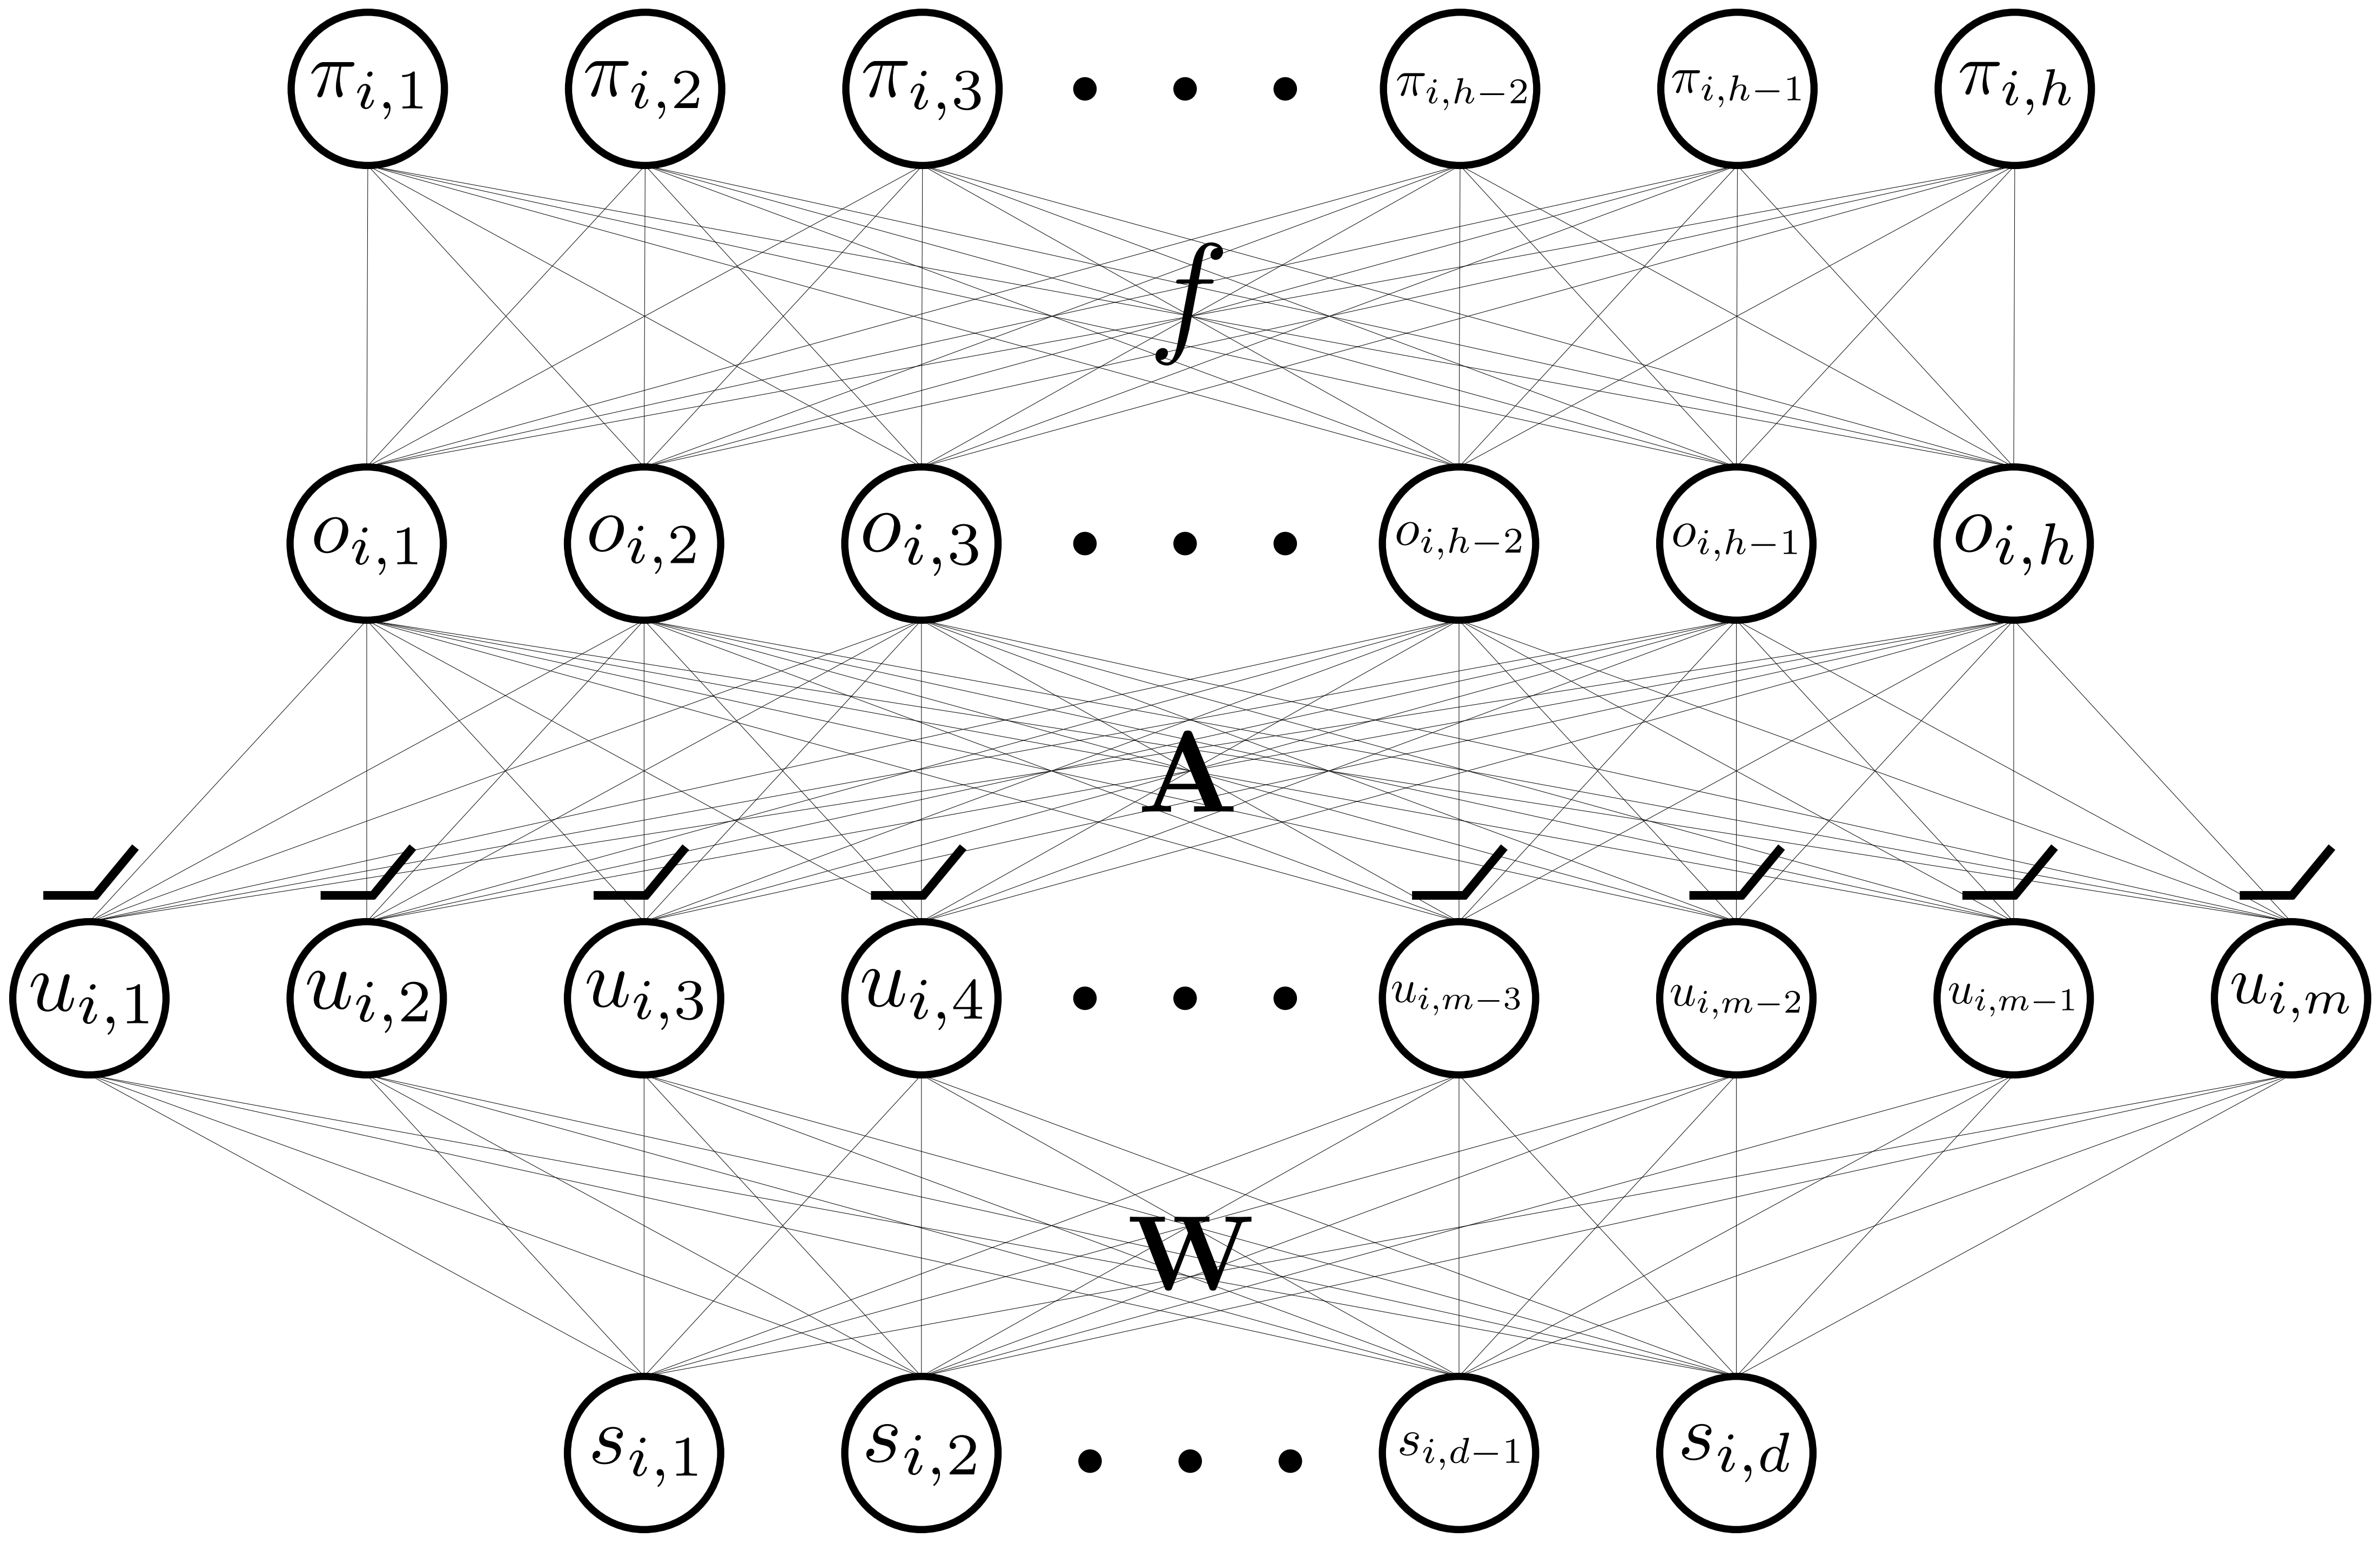 π_{i,1} π_{i,2} π_{i,3} • • • π_{i,h−2} π_{i,h−1} π_{i,h}
f
o_{i,1} o_{i,2} o_{i,3} • • • o_{i,h−2} o_{i,h−1} o_{i,h}
A
u_{i,1} u_{i,2} u_{i,3} u_{i,4} • • • u_{i,m−3} u_{i,m−2} u_{i,m−1} u_{i,m}
W
s_{i,1} s_{i,2} • • • s_{i,d−1} s_{i,d}